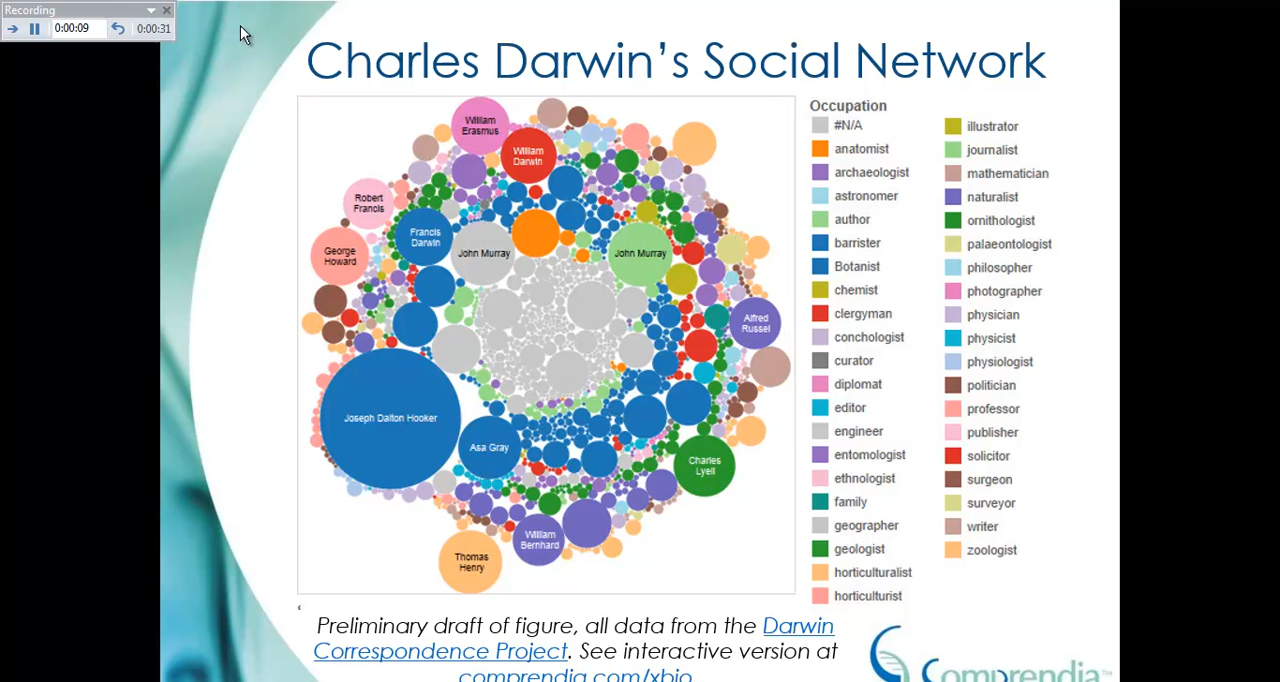 Recording
0:00:09
0:00:31
Charles Darwin's Social Network
William
Erasmus
William
Darwin
Robert
Francis
Francis
Darwin
George
Howard
John Murray
John Murray
Alfred
Russel
Joseph Dalton Hooker
Asa Gray
Charles
Lyell
William
Bernhard
Thomas
Henry
Occupation
#N/A
anatomist
archaeologist
astronomer
author
barrister
Botanist
chemist
clergyman
conchologist
curator
diplomat
editor
engineer
entomologist
ethnologist
family
geographer
geologist
horticulturalist
horticulturist
illustrator
journalist
mathematician
naturalist
ornithologist
palaeontologist
philosopher
photographer
physician
physicist
physiologist
politician
professor
publisher
solicitor
surgeon
surveyor
writer
zoologist
Preliminary draft of figure, all data from the Darwin
Correspondence Project. See interactive version at
comprendia.com/xbio
Comprendia™